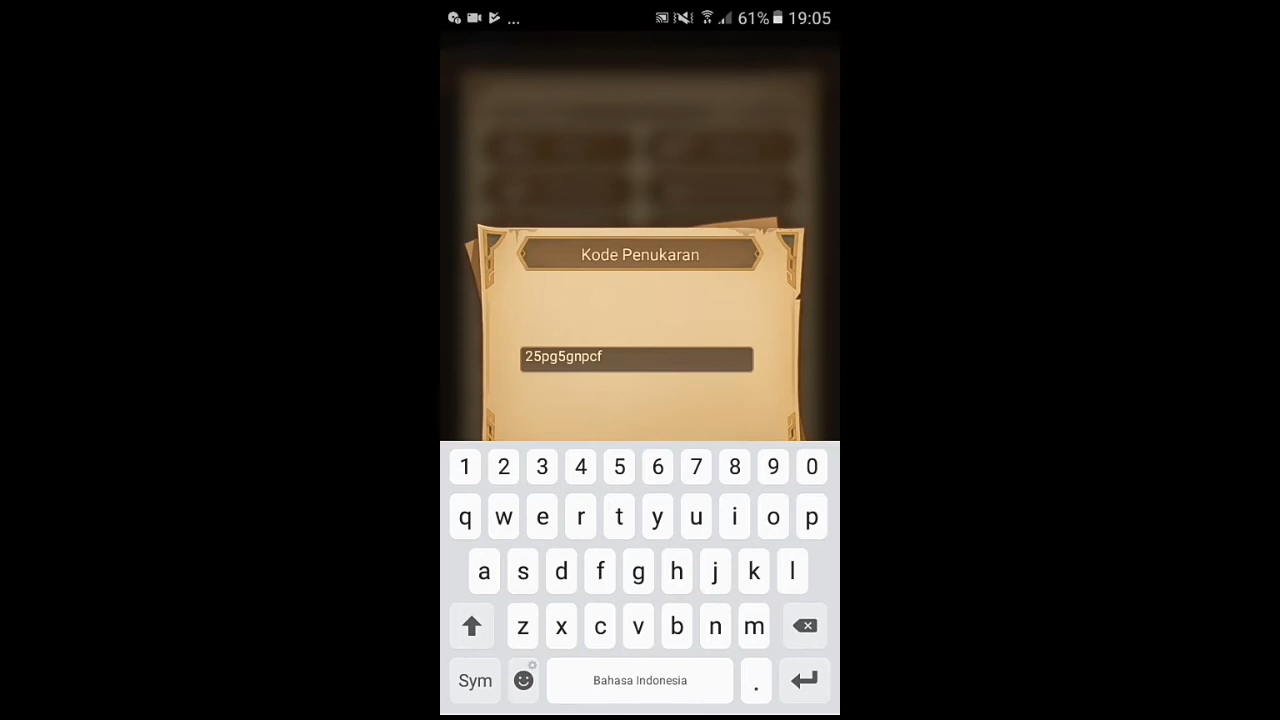 ... 61% 19:05
Kode Penukaran
25pg5gnpcf
1 2 3 4 5 6 7 8 9 0
q w e r t y u i o p
a s d f g h j k l
z x c v b n m
Sym Bahasa Indonesia .